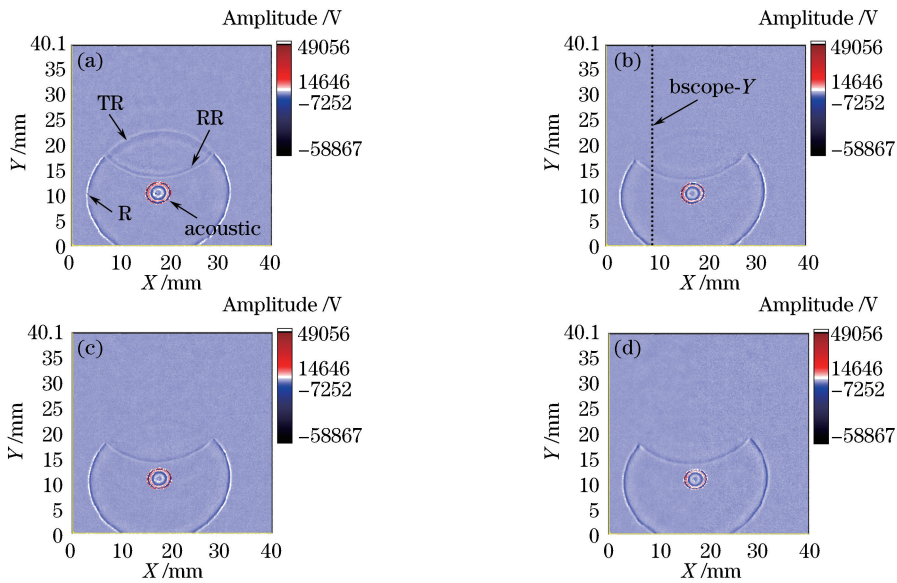 Amplitude /V
40.1
35
30
25
20
15
10
5
0
Y /mm
(a)
TR
RR
R
acoustic
0 10 20 30 40
X /mm
49056
14646
−7252
−58867
Amplitude /V
40.1
35
30
25
20
15
10
5
0
Y /mm
(b)
bscope-Y
0 10 20 30 40
X /mm
49056
14646
−7252
−58867
Amplitude /V
40.1
35
30
25
20
15
10
5
0
Y /mm
(c)
0 10 20 30 40
X /mm
49056
14646
−7252
−58867
Amplitude /V
40.1
35
30
25
20
15
10
5
0
Y /mm
(d)
0 10 20 30 40
X /mm
49056
14646
−7252
−58867